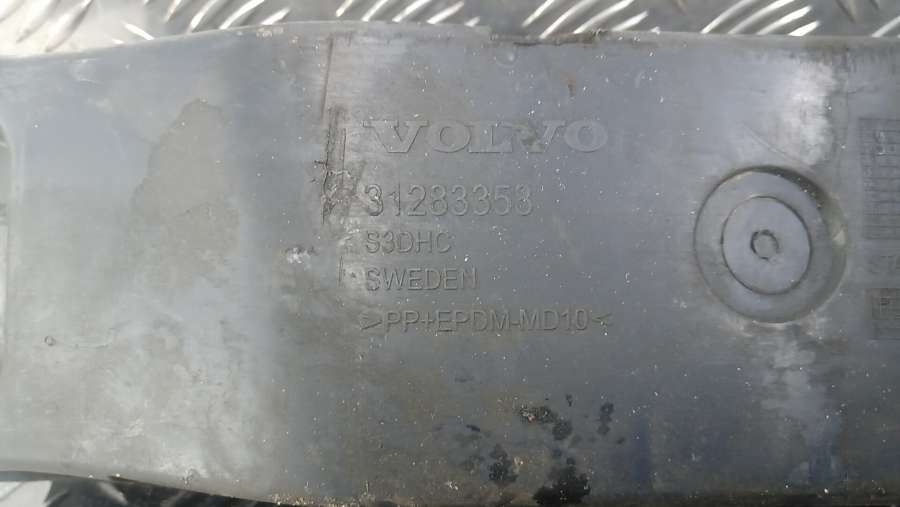 VOLVO
31283353
S3DHC
SWEDEN
>PP+EPDM-MD10<